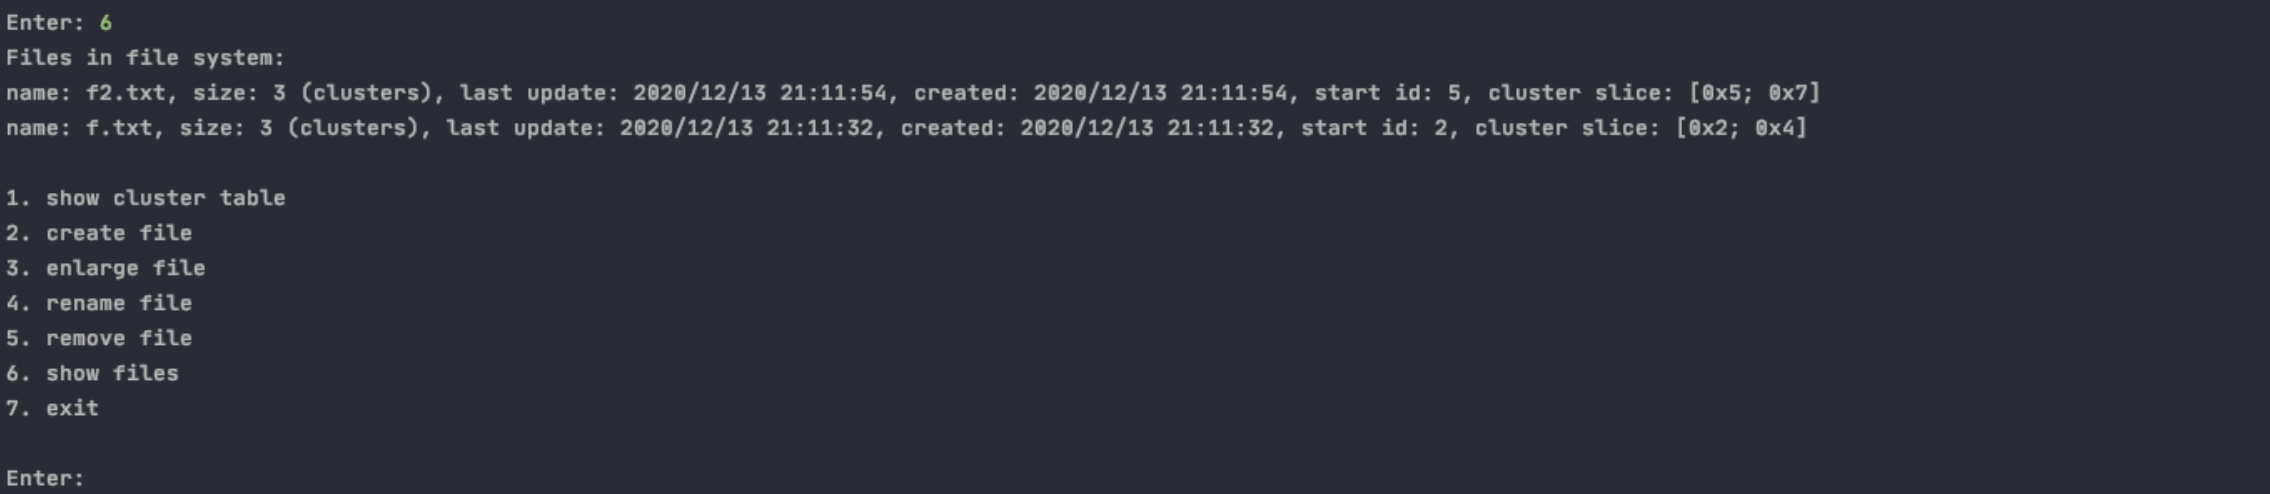 Enter: 6
Files in file system:
name: f2.txt, size: 3 (clusters), last update: 2020/12/13 21:11:54, created: 2020/12/13 21:11:54, start id: 5, cluster slice: [0x5; 0x7]
name: f.txt, size: 3 (clusters), last update: 2020/12/13 21:11:32, created: 2020/12/13 21:11:32, start id: 2, cluster slice: [0x2; 0x4]
1. show cluster table
2. create file
3. enlarge file
4. rename file
5. remove file
6. show files
7. exit
Enter: